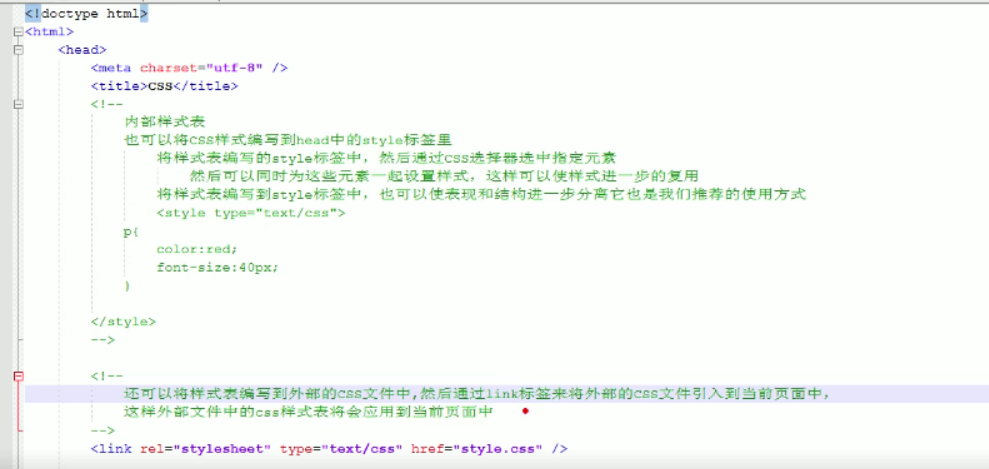 <!doctype html>
<html>
<head>
<meta charset="utf-8" />
<title>CSS</title>
<!--
内部样式表
也可以将CSS样式编写到head中的style标签里
将样式表编写的style标签中，然后通过CSS选择器选中指定元素
然后可以同时为这些元素一起设置样式，这样可以使样式进一步的复用
将样式表编写到style标签中，也可以使表现和结构进一步分离它也是我们推荐的使用方式
<style type="text/css">
p{
color:red;
font-size:40px;
}
</style>
-->
<!--
还可以将样式表编写到外部的CSS文件中,然后通过link标签来将外部的CSS文件引入到当前页面中，
这样外部文件中的css样式表将会应用到当前页面中
-->
<link rel="stylesheet" type="text/css" href="style.css" />